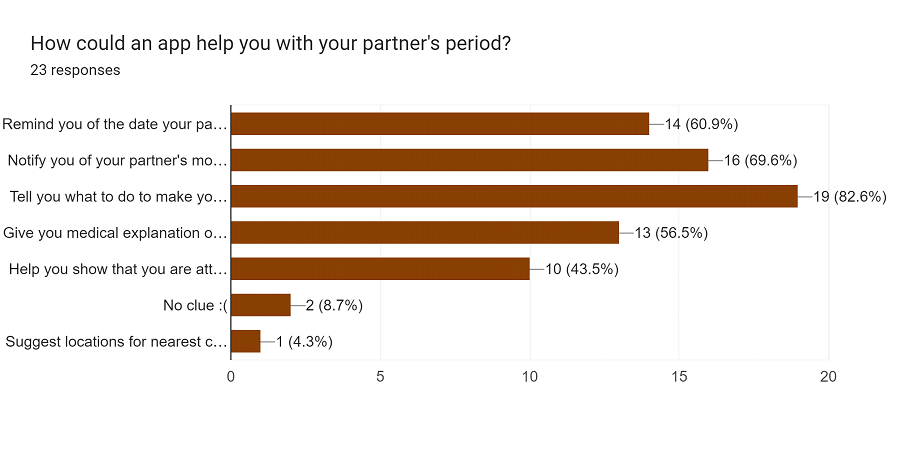 How could an app help you with your partner's period?
23 responses
Remind you of the date your pa…
14 (60.9%)
Notify you of your partner's mo…
16 (69.6%)
Tell you what to do to make yo…
19 (82.6%)
Give you medical explanation o…
13 (56.5%)
Help you show that you are att…
10 (43.5%)
No clue :(
2 (8.7%)
Suggest locations for nearest c…
1 (4.3%)
0 5 10 15 20